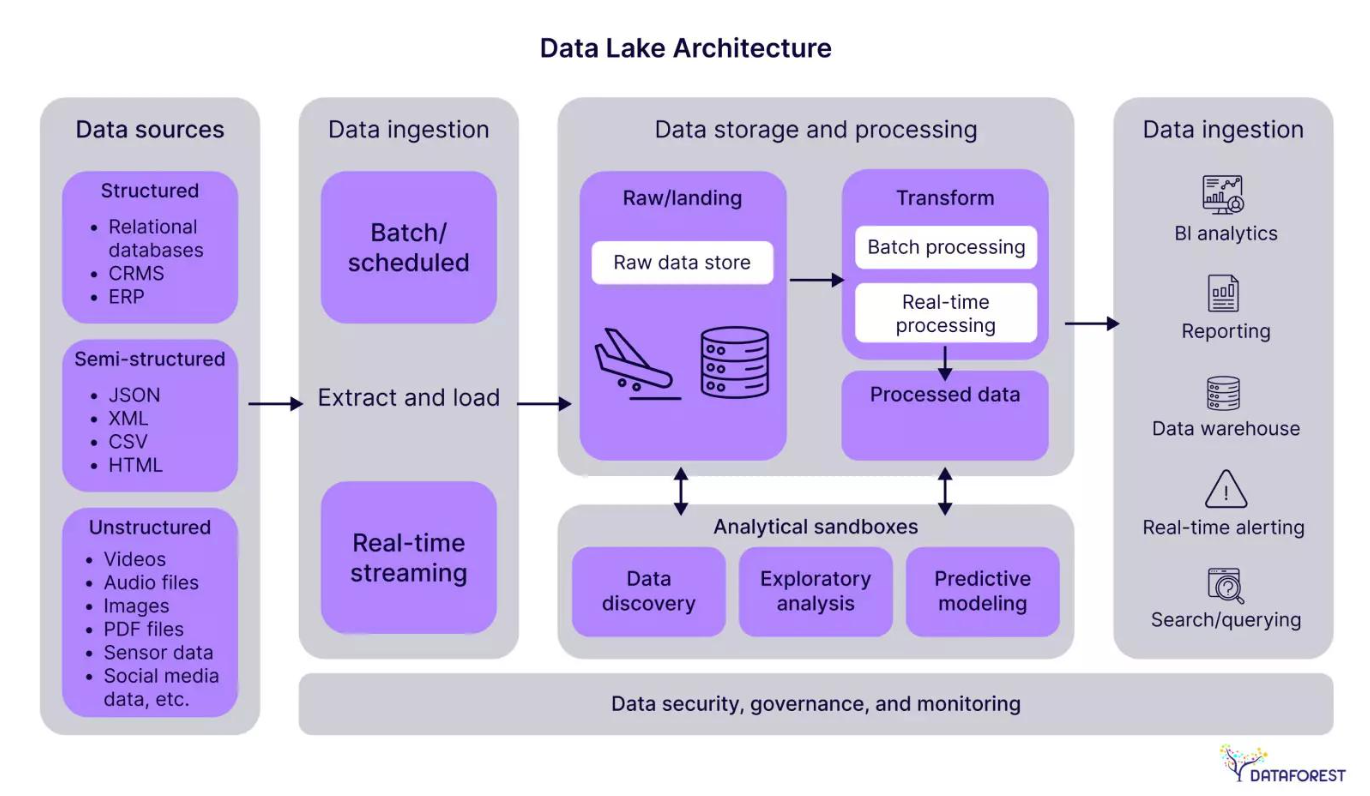 Data Lake Architecture
Data sources
Structured
• Relational
databases
• CRMS
• ERP
Semi-structured
• JSON
• XML
• CSV
• HTML
Unstructured
• Videos
• Audio files
• Images
• PDF files
• Sensor data
• Social media
data, etc.
Data ingestion
Batch/
scheduled
Extract and load
Real-time
streaming
Data storage and processing
Raw/landing
Raw data store
Transform
Batch processing
Real-time
processing
Processed data
Analytical sandboxes
Data
discovery
Exploratory
analysis
Predictive
modeling
Data ingestion
BI analytics
Reporting
Data warehouse
Real-time alerting
Search/querying
Data security, governance, and monitoring
DATAFOREST